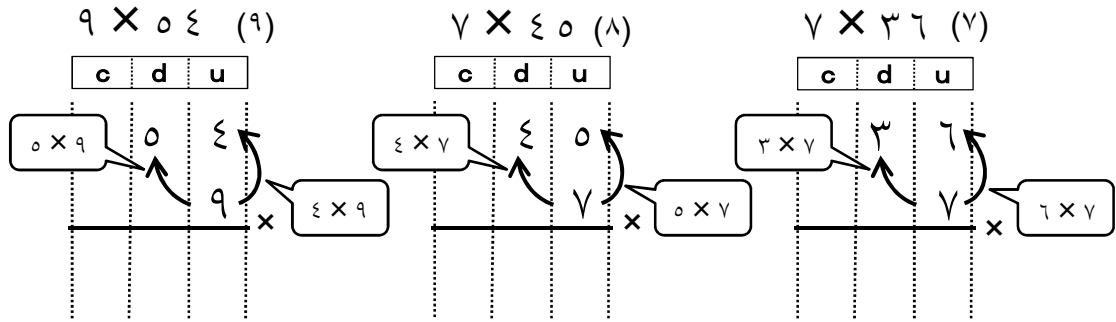 (٧) ٣٦ × ٧
c d u
٣ ٦
٧ × ٣
٧
٧ × ٦
×
(٨) ٤٥ × ٧
c d u
٤ ٥
٧ × ٤
٧
٧ × ٥
×
(٩) ٥٤ × ٩
c d u
٥ ٤
٩ × ٥
٩
٩ × ٤
×